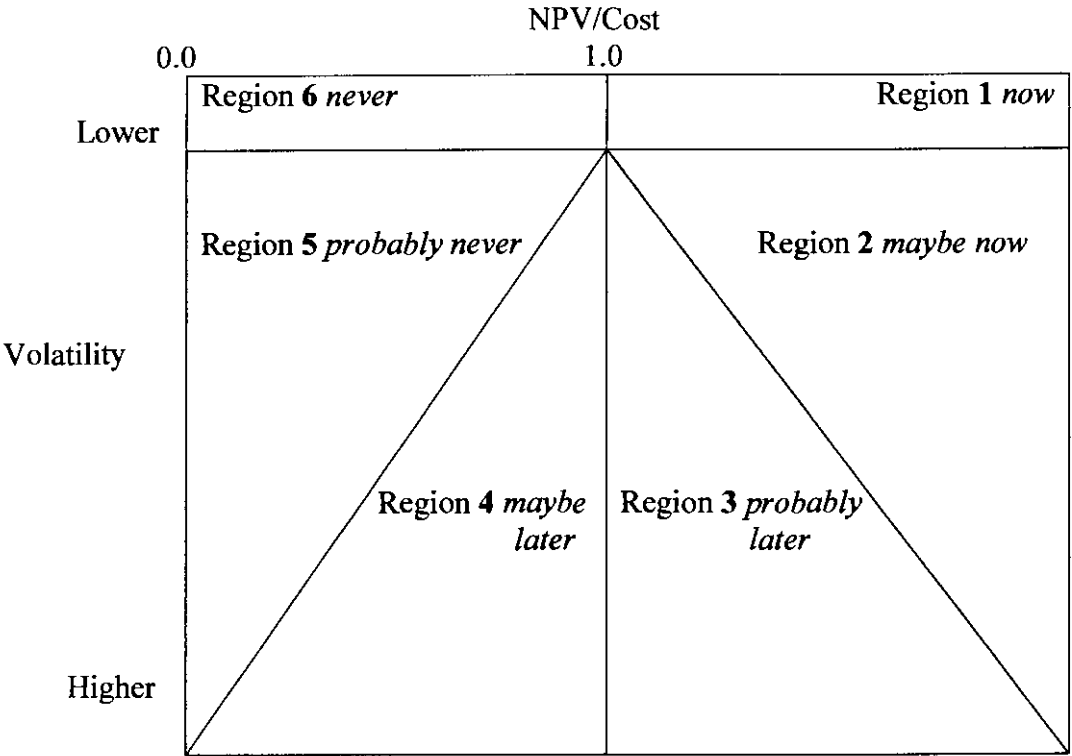 NPV/Cost
0.0 1.0
Region 6 never
Region 1 now
Lower
Region 5 probably never
Region 2 maybe now
Volatility
Region 4 maybe
later
Region 3 probably
later
Higher